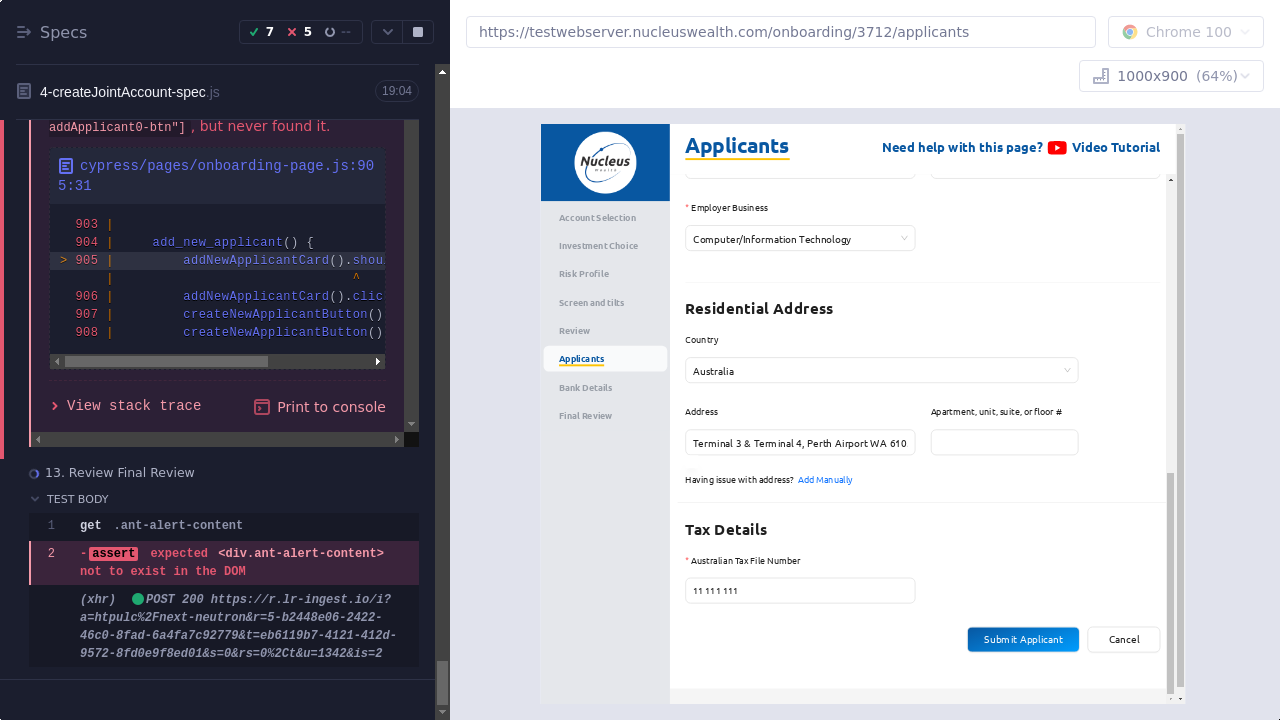 Specs
7 5 --
4-createJointAccount-spec.js
19:04
addApplicant0-btn"] , but never found it.
cypress/pages/onboarding-page.js:90
5:31
903 |
904 |     add_new_applicant() {
> 905 |         addNewApplicantCard().shou
|                               ^
906 |         addNewApplicantCard().clic
907 |         createNewApplicantButton()
908 |         createNewApplicantButton()
View stack trace
Print to console
13. Review Final Review
TEST BODY
1 get .ant-alert-content
2 -assert expected <div.ant-alert-content>
not to exist in the DOM
(xhr) POST 200 https://r.lr-ingest.io/i?
a=htpulc%2Fnext-neutron&r=5-b2448e06-2422-
46c0-8fad-6a4fa7c92779&t=eb6119b7-4121-412d-
9572-8fd0e9f8ed01&s=0&rs=0%2Ct&u=134z&is=2
https://testwebserver.nucleuswealth.com/onboarding/3712/applicants
Chrome 100
1000x900 (64%)
Nucleus
Wealth
Account Selection
Investment Choice
Risk Profile
Screen and tilts
Review
Applicants
Bank Details
Final Review
Applicants
Need help with this page? Video Tutorial
* Employer Business
Computer/Information Technology
Residential Address
Country
Australia
Address
Apartment, unit, suite, or floor #
Terminal 3 & Terminal 4, Perth Airport WA 610
Having issue with address? Add Manually
Tax Details
* Australian Tax File Number
11 111 111
Submit Applicant
Cancel